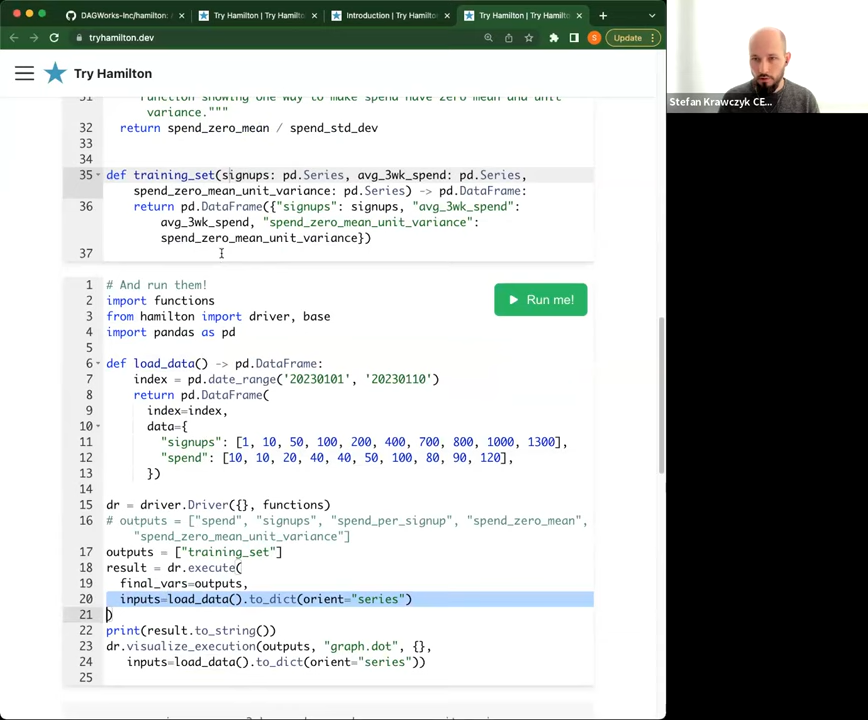 DAGWorks-Inc/hamilton:
Try Hamilton | Try Hamilton
Introduction | Try Hamilton
Try Hamilton | Try Hamilton
tryhamilton.dev
S
Update
Try Hamilton
31
"Function showing one way to make spend have zero mean and unit
variance."""
32 return spend_zero_mean / spend_std_dev
33
34
35 def training_set(signups: pd.Series, avg_3wk_spend: pd.Series,
spend_zero_mean_unit_variance: pd.Series) -> pd.DataFrame:
36 return pd.DataFrame({"signups": signups, "avg_3wk_spend":
avg_3wk_spend, "spend_zero_mean_unit_variance":
spend_zero_mean_unit_variance})
37
1 # And run them!
2 import functions
3 from hamilton import driver, base
4 import pandas as pd
5
6 def load_data() -> pd.DataFrame:
7 index = pd.date_range('20230101', '20230110')
8 return pd.DataFrame(
9 index=index,
10 data={
11 "signups": [1, 10, 50, 100, 200, 400, 700, 800, 1000, 1300],
12 "spend": [10, 10, 20, 40, 40, 50, 100, 80, 90, 120],
13 })
14
15 dr = driver.Driver({}, functions)
16 # outputs = ["spend", "signups", "spend_per_signup", "spend_zero_mean",
"spend_zero_mean_unit_variance"]
17 outputs = ["training_set"]
18 result = dr.execute(
19 final_vars=outputs,
20 inputs=load_data().to_dict(orient="series")
21 )
22 print(result.to_string())
23 dr.visualize_execution(outputs, "graph.dot", {},
24 inputs=load_data().to_dict(orient="series"))
25
Run me!
Stefan Krawczyk CE...